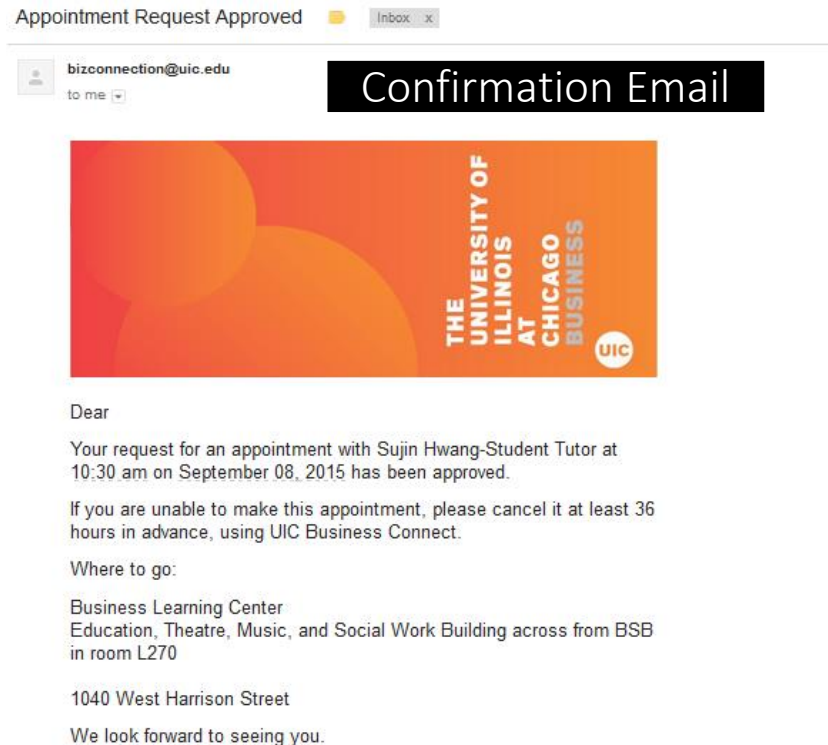 Appointment Request Approved
Inbox x
bizconnection@uic.edu
to me
Confirmation Email
THE
UNIVERSITY OF
ILLINOIS
AT
CHICAGO
BUSINESS
UIC
Dear
Your request for an appointment with Sujin Hwang-Student Tutor at
10:30 am on September 08, 2015 has been approved.
If you are unable to make this appointment, please cancel it at least 36
hours in advance, using UIC Business Connect.
Where to go:
Business Learning Center
Education, Theatre, Music, and Social Work Building across from BSB
in room L270
1040 West Harrison Street
We look forward to seeing you.